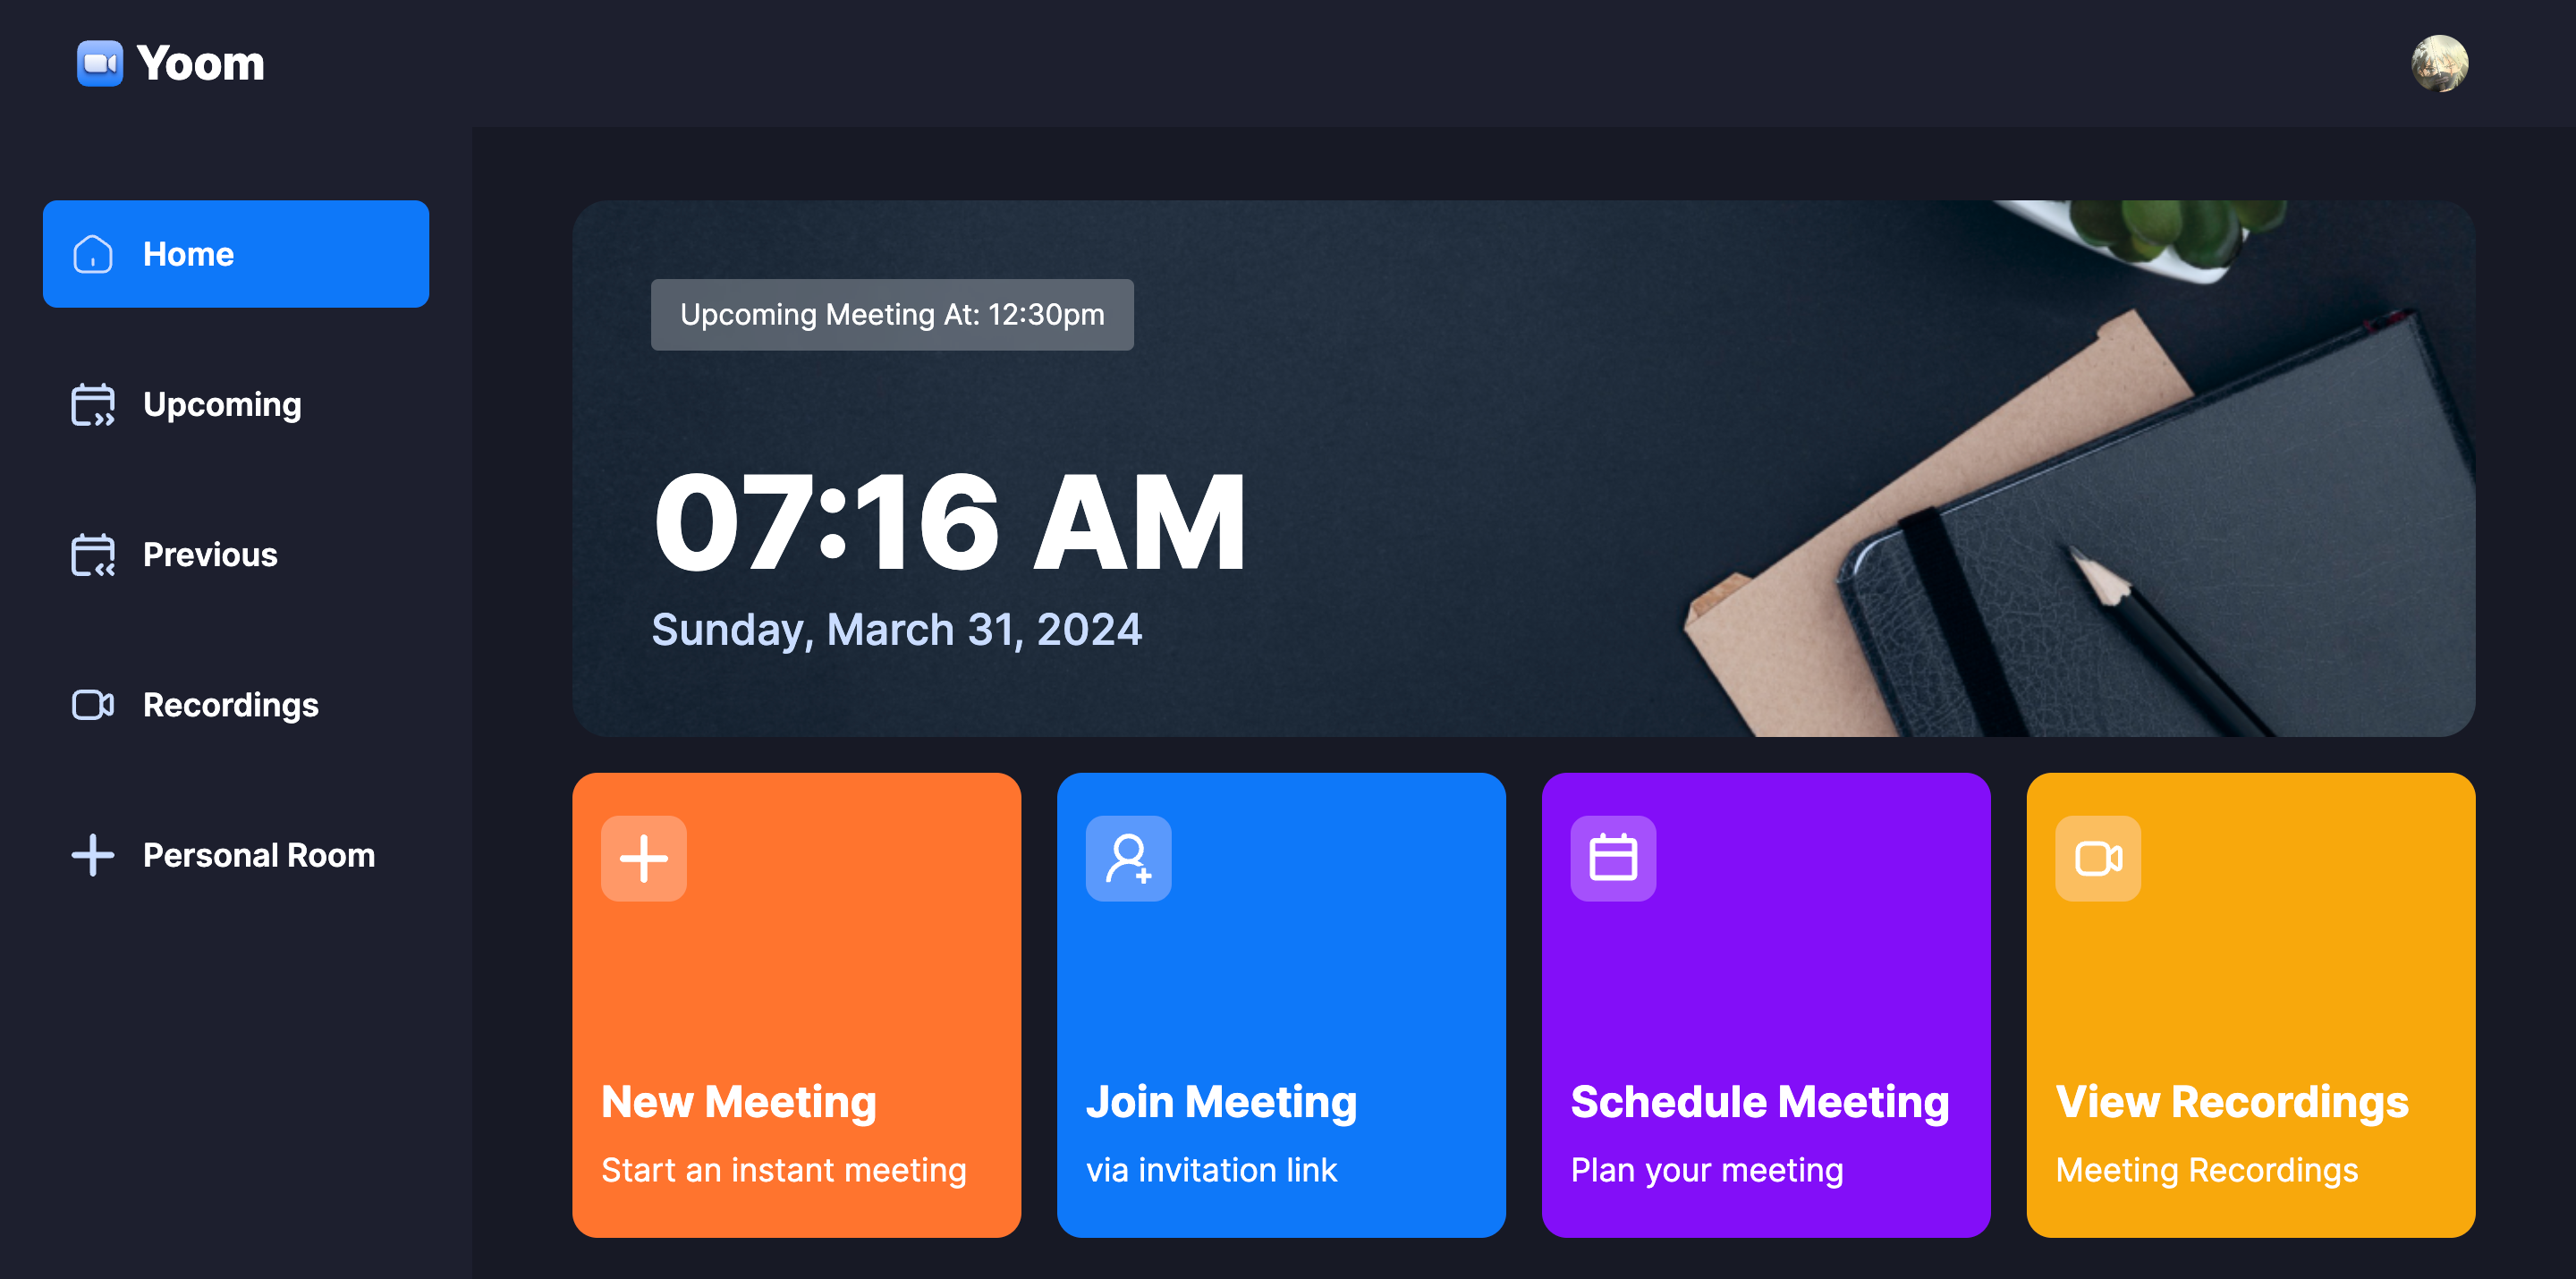 Yoom
Home
Upcoming
Previous
Recordings
Personal Room
Upcoming Meeting At: 12:30pm
07:16 AM
Sunday, March 31, 2024
New Meeting
Start an instant meeting
Join Meeting
via invitation link
Schedule Meeting
Plan your meeting
View Recordings
Meeting Recordings